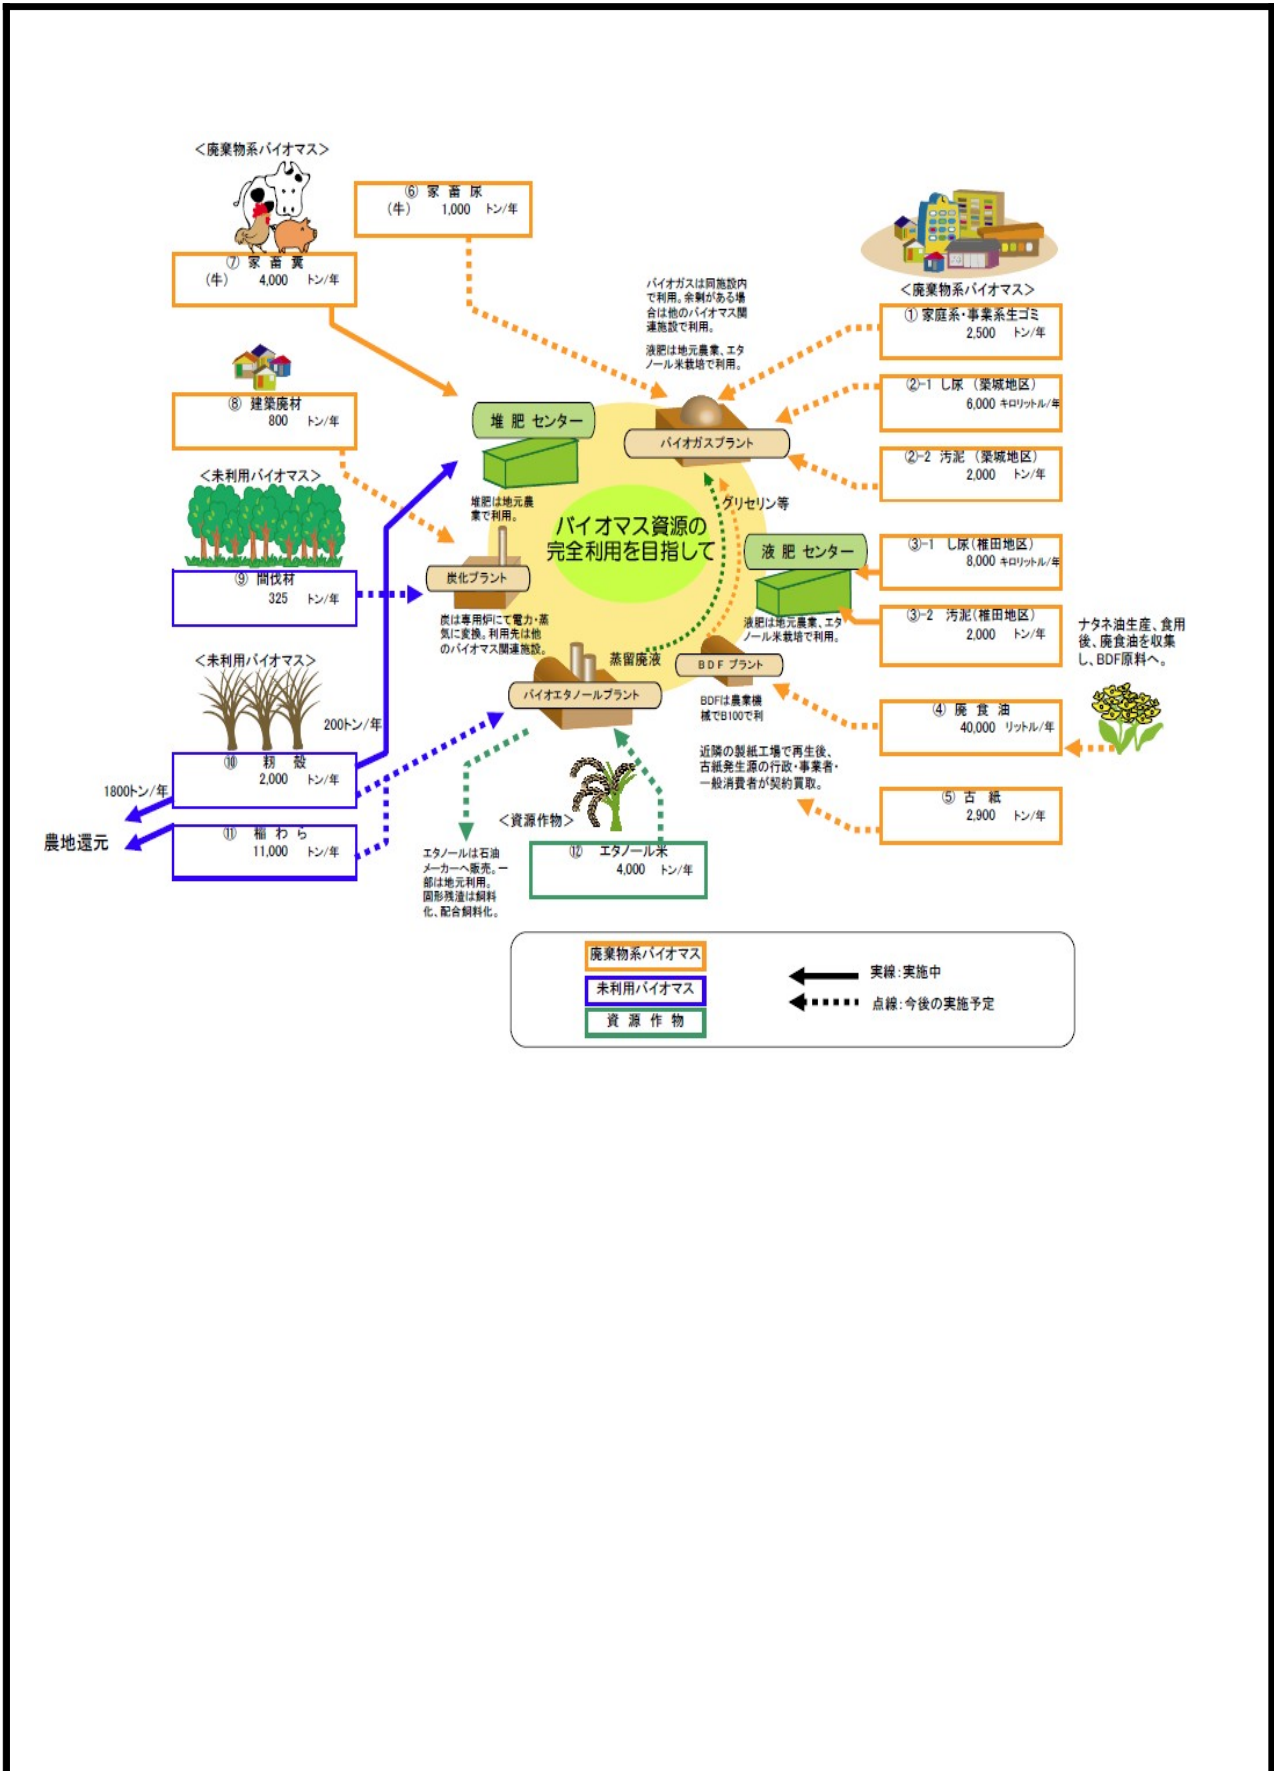 ＜廃棄物系バイオマス＞
⑥ 家 畜 尿
(牛) 1,000 トン/年
⑦ 家 畜 糞
(牛) 4,000 トン/年
⑧ 建築廃材
800 トン/年
＜未利用バイオマス＞
⑨ 間伐材
325 トン/年
＜未利用バイオマス＞
200トン/年
⑩ 籾 殻
2,000 トン/年
1800トン/年
農地還元
⑪ 稲わら
11,000 トン/年
バイオガスは同施設内
で利用。余剰がある場
合は他のバイオマス関
連施設で利用。
液肥は地元農業、エタ
ノール米栽培で利用。
堆 肥 センター
堆肥は地元農
業で利用。
バイオガスプラント
グリセリン等
バイオマス資源の
完全利用を目指して
炭化プラント
炭は専用炉にて電力・蒸
気に変換。利用先は他
のバイオマス関連施設。
液 肥 センター
液肥は地元農業、エタ
ノール米栽培で利用。
蒸留廃液
バイオエタノールプラント
BDF プラント
BDFは農業機
械でB100で利
近隣の製紙工場で再生後、
古紙発生源の行政・事業者・
一般消費者が契約買取。
＜資源作物＞
エタノールは石油
メーカーへ販売。一
部は地元利用。
固形残渣は飼料
化、配合飼料化。
⑫ エタノール米
4,000 トン/年
＜廃棄物系バイオマス＞
① 家庭系・事業系生ゴミ
2,500 トン/年
②-1 し尿 (築城地区)
6,000 キロリットル/年
②-2 汚泥 (築城地区)
2,000 トン/年
③-1 し尿(椎田地区)
8,000 キロリットル/年
③-2 汚泥(椎田地区)
2,000 トン/年
ナタネ油生産、食用
後、廃食油を収集
し、BDF原料へ。
④ 廃 食 油
40,000 リットル/年
⑤ 古 紙
2,900 トン/年
廃棄物系バイオマス
未利用バイオマス
資 源 作 物
実線:実施中
点線:今後の実施予定